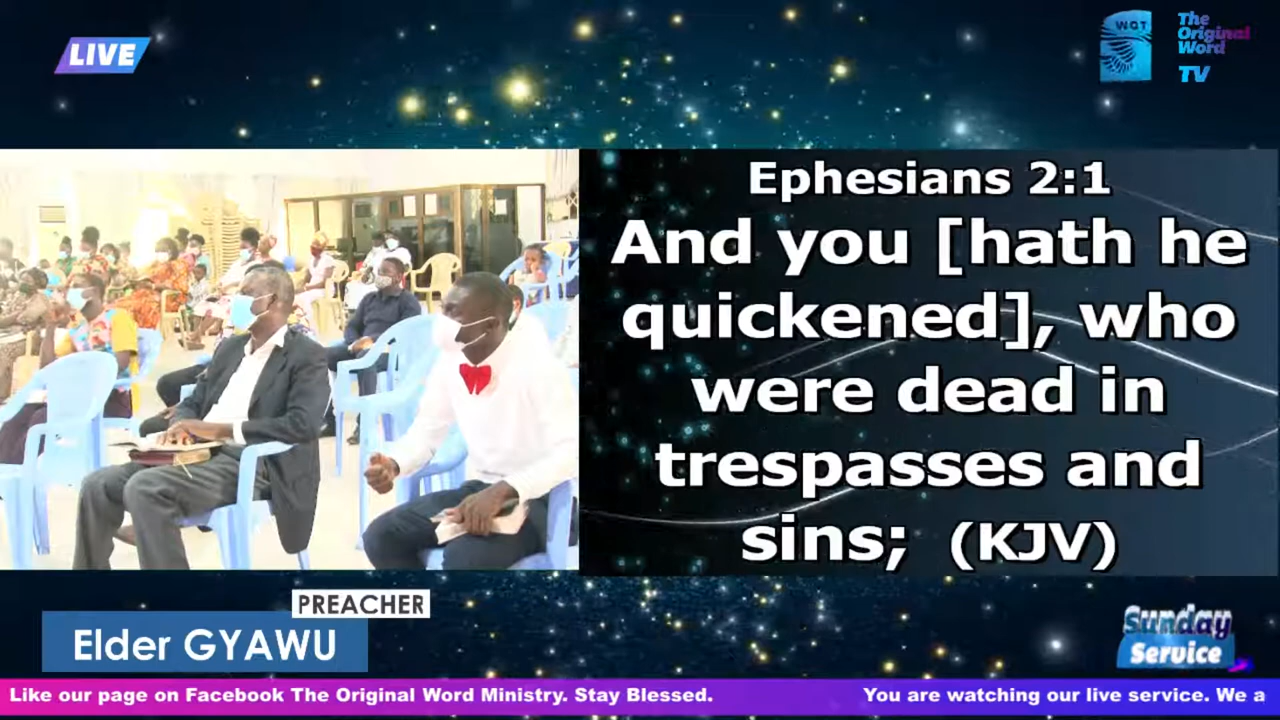 LIVE
WOT
The
Original
Word
TV
Ephesians 2:1
And you [hath he
quickened], who
were dead in
trespasses and
sins; (KJV)
PREACHER
Elder GYAWU
Sunday
Service
Like our page on Facebook The Original Word Ministry. Stay Blessed.
You are watching our live service. We a